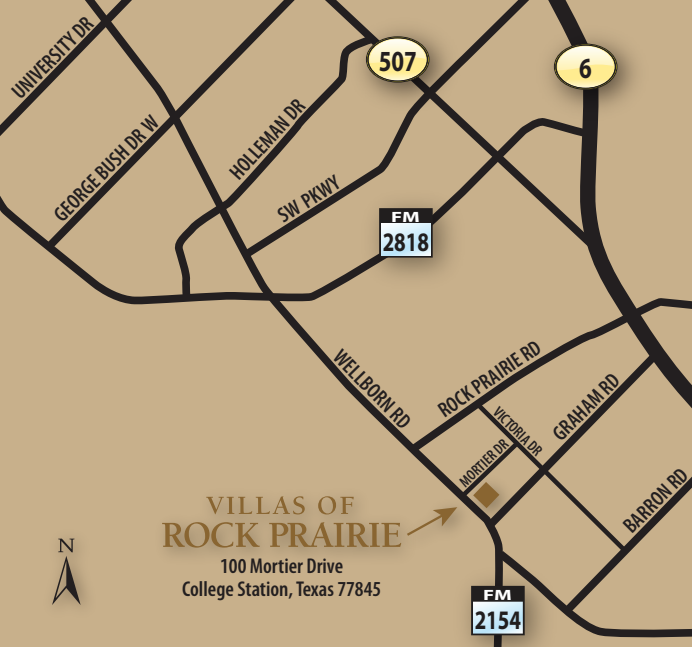 UNIVERSITY DR
507
6
GEORGE BUSH DR W
HOLLEMAN DR
SW PKWY
FM
2818
WELLBORN RD
ROCK PRAIRIE RD
VICTORIA DR
GRAHAM RD
MORTIER DR
BARRON RD
VILLAS OF
ROCK PRAIRIE
100 Mortier Drive
College Station, Texas 77845
N
FM
2154